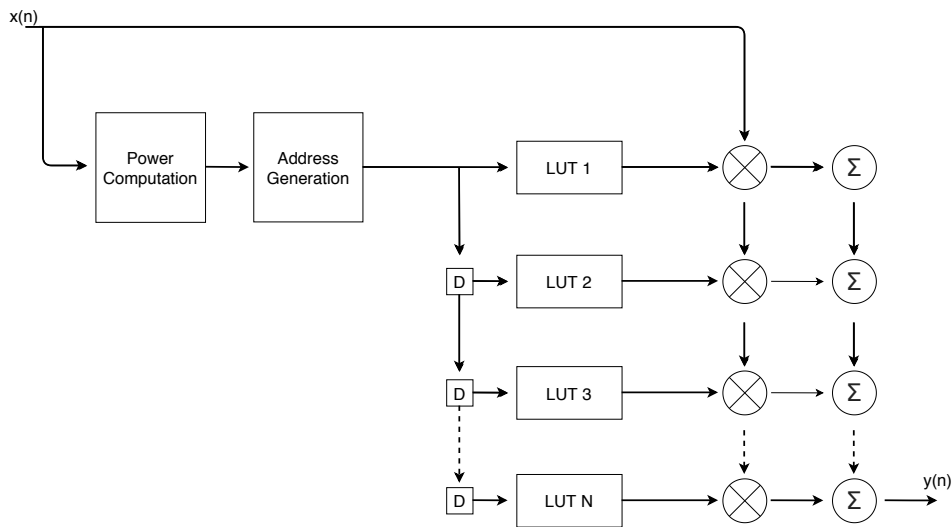 x(n)
Power
Computation
Address
Generation
LUT 1
Σ
D
LUT 2
Σ
D
LUT 3
Σ
D
LUT N
Σ
y(n)